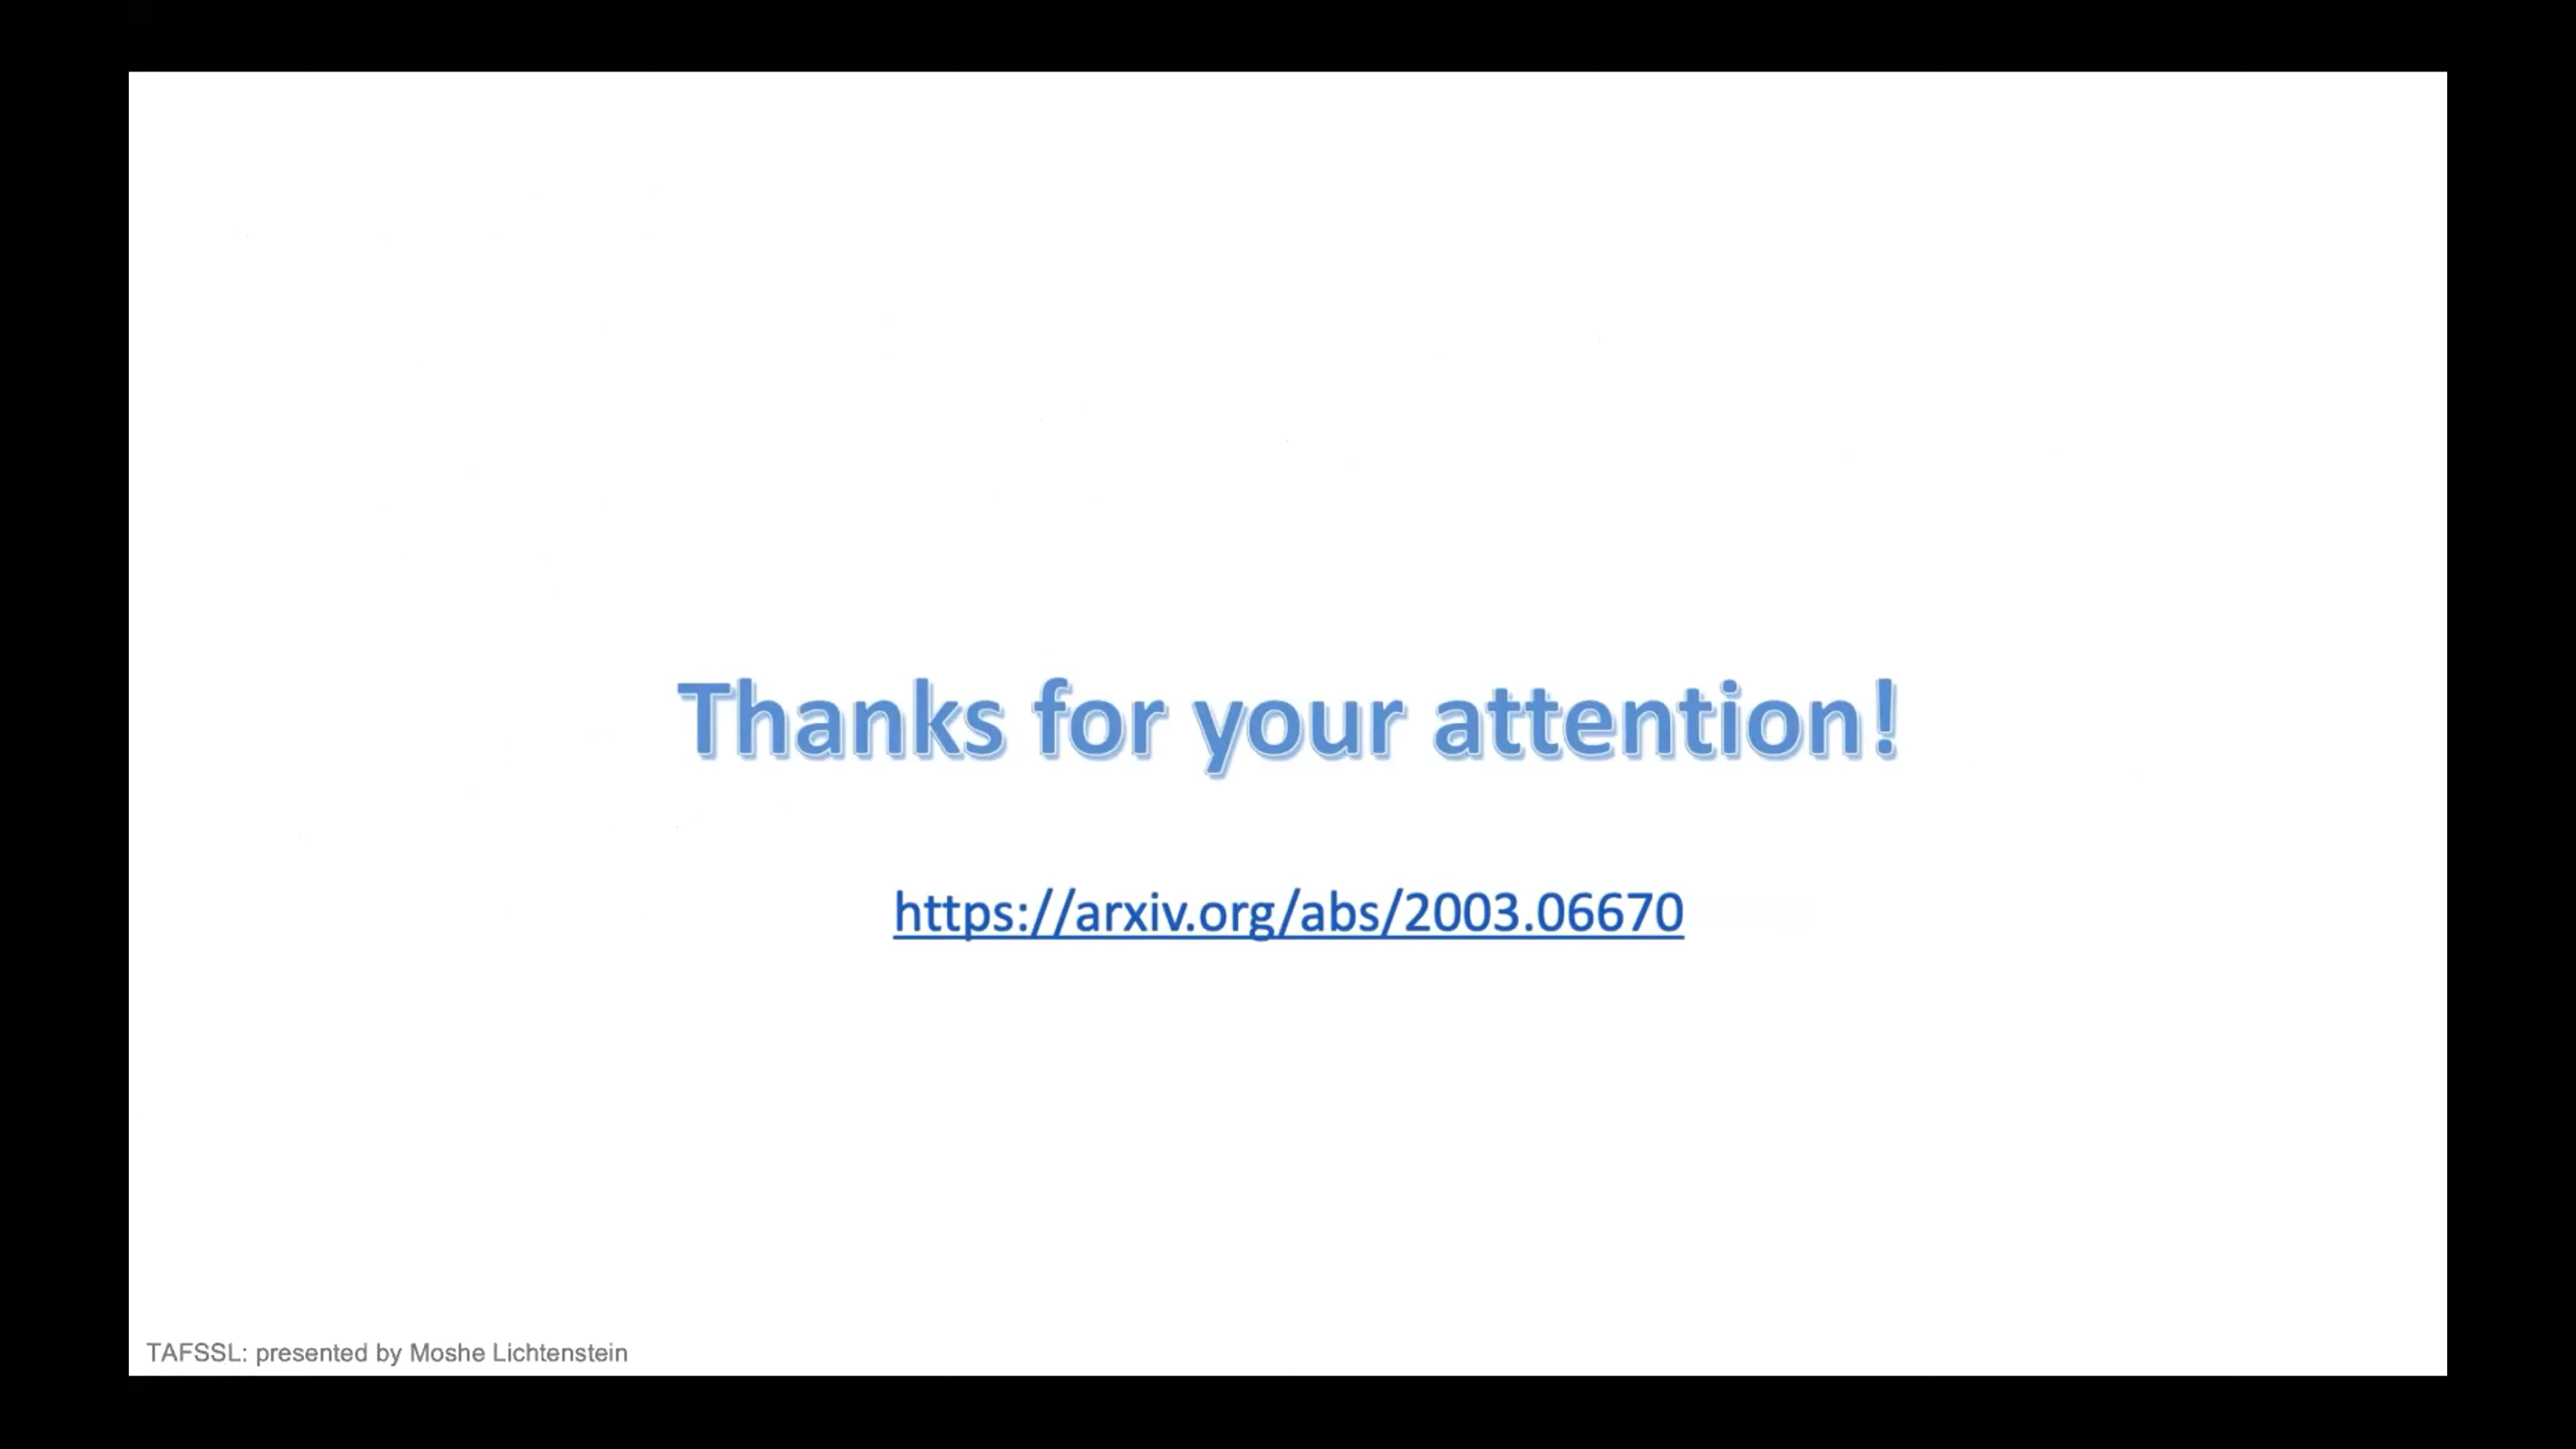 Thanks for your attention!
https://arxiv.org/abs/2003.06670
TAFSSL: presented by Moshe Lichtenstein